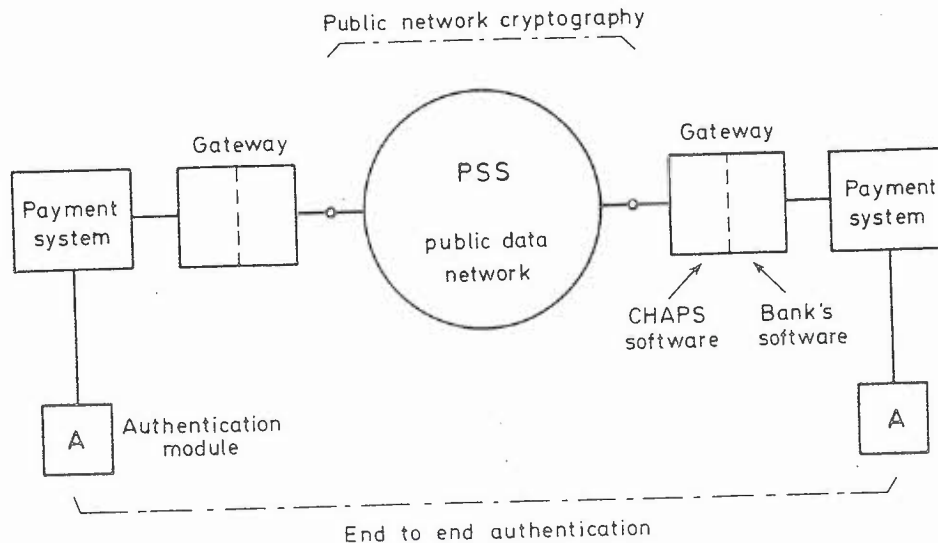 Public network cryptography
Gateway
Gateway
PSS
public data
network
Payment
system
Payment
system
CHAPS
software
Bank's
software
A
Authentication
module
A
End to end authentication